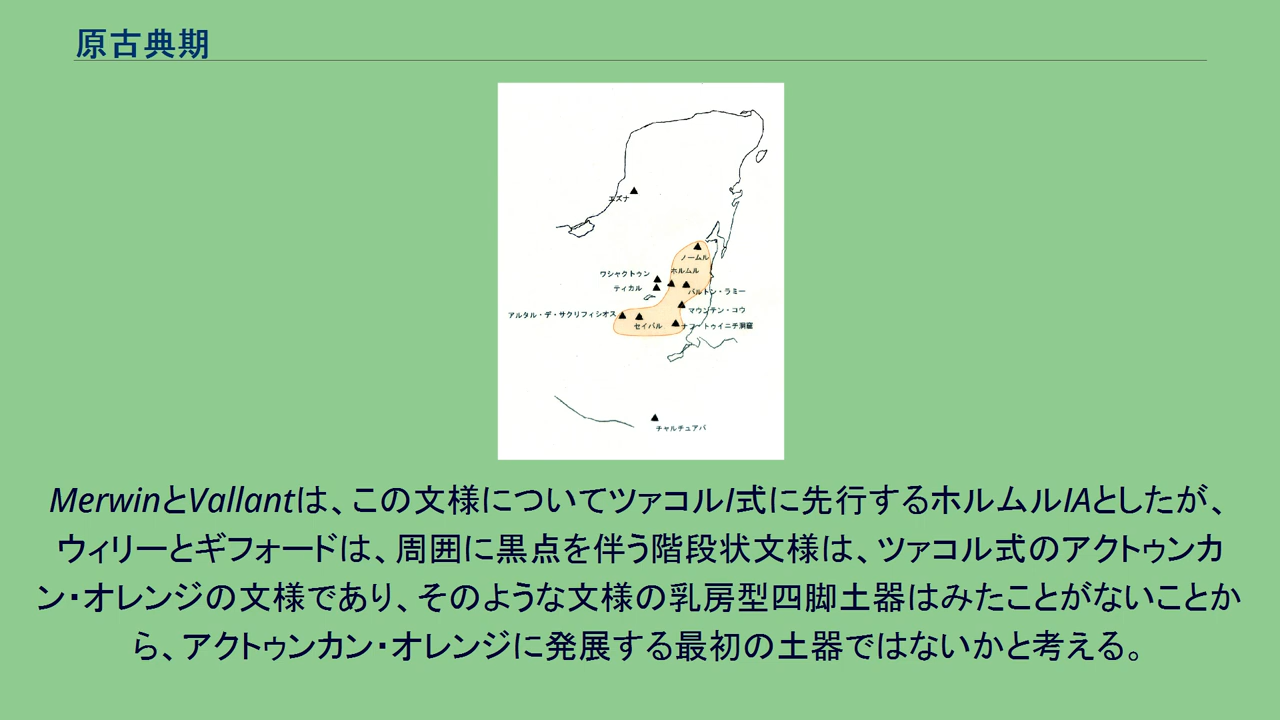 原古典期
エズナ
ノームル
ホルムル
ワシャクトゥン
ティカル
バルトン・ラミー
マウンテン・コウ
アルタル・デ・サクリフィシオス
セイバル
ナフ・トゥイニチ洞窟
チャルチュアパ
MerwinとVallantは、この文様についてツァコルI式に先行するホルムルIAとしたが、
ウィリーとギフォードは、周囲に黒点を伴う階段状文様は、ツァコル式のアクトゥンカ
ン・オレンジの文様であり、そのような文様の乳房型四脚土器はみたことがないことか
ら、アクトゥンカン・オレンジに発展する最初の土器ではないかと考える。